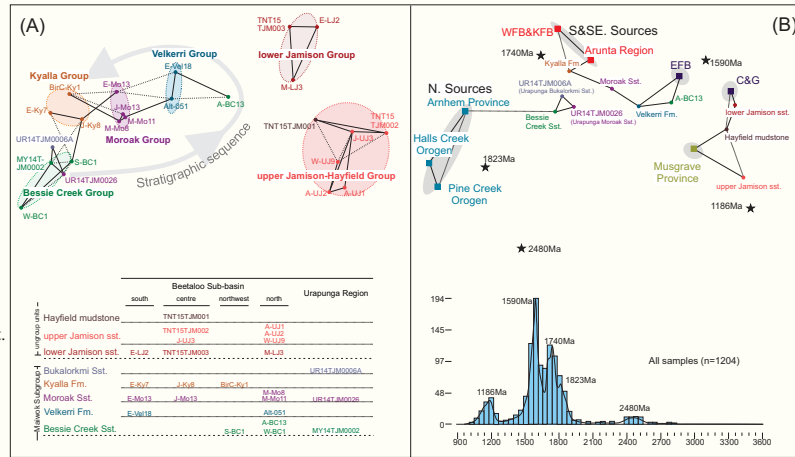 (A)
TNT15
TJM003
E-LJ2
lower Jamison Group
M-LJ3
Velkerri Group
E-Vel18
Kyalla Group
BirC-Ky1
E-Mo13
E-Ky7
J-Mo13
Alt-051
A-BC13
J-Ky8
M-Mo11
M-Mo8
Moroak Group
UR14TJM0006A
MY14T-
JM0002
S-BC1
UR14TJM0026
Bessie Creek Group
W-BC1
Stratigraphic sequence
TNT15TJM001
TNT15
TJM002
J-UJ3
W-UJ9
upper Jamison-Hayfield Group
A-UJ2
A-UJ1
Beetaloo Sub-basin
Urapunga Region
south
centre
northwest
north
Hayfield mudstone
TNT15TJM001
upper Jamison sst.
TNT15TJM002
J-UJ3
A-UJ1
A-UJ2
W-UJ9
lower Jamison sst.
E-LJ2
TNT15TJM003
M-LJ3
ungroup units
Bukalorkmi Sst.
UR14TJM0006A
Kyalla Fm.
E-Ky7
J-Ky8
BirC-Ky1
Moroak Sst.
E-Mo13
J-Mo13
M-Mo8
M-Mo11
UR14TJM0026
Velkerri Fm.
E-Val18
Alt-051
Bessie Creek Sst.
S-BC1
A-BC13
W-BC1
MY14TJM0002
Maiwok Subgroup
(B)
WFB&KFB
S&SE. Sources
1740Ma
Arunta Region
Kyalla Fm
1590Ma
EFB
C&G
N. Sources
Arnhem Province
UR14TJM006A
(Urapunga Bukalorkmi Sst.)
Moroak Sst.
A-BC13
Velkerri Fm.
Bessie
Creek Sst.
UR14TJM0026
(Urapunga Moroak Sst.)
lower Jamison sst.
Hayfield mudstone
Halls Creek
Orogen
1823Ma
Pine Creek
Orogen
Musgrave
Province
upper Jamison sst.
1186Ma
2480Ma
194
145
97
48
0
1590Ma
1740Ma
1823Ma
1186Ma
2480Ma
All samples (n=1204)
900 1200 1500 1800 2100 2400 2700 3000 3300 3600